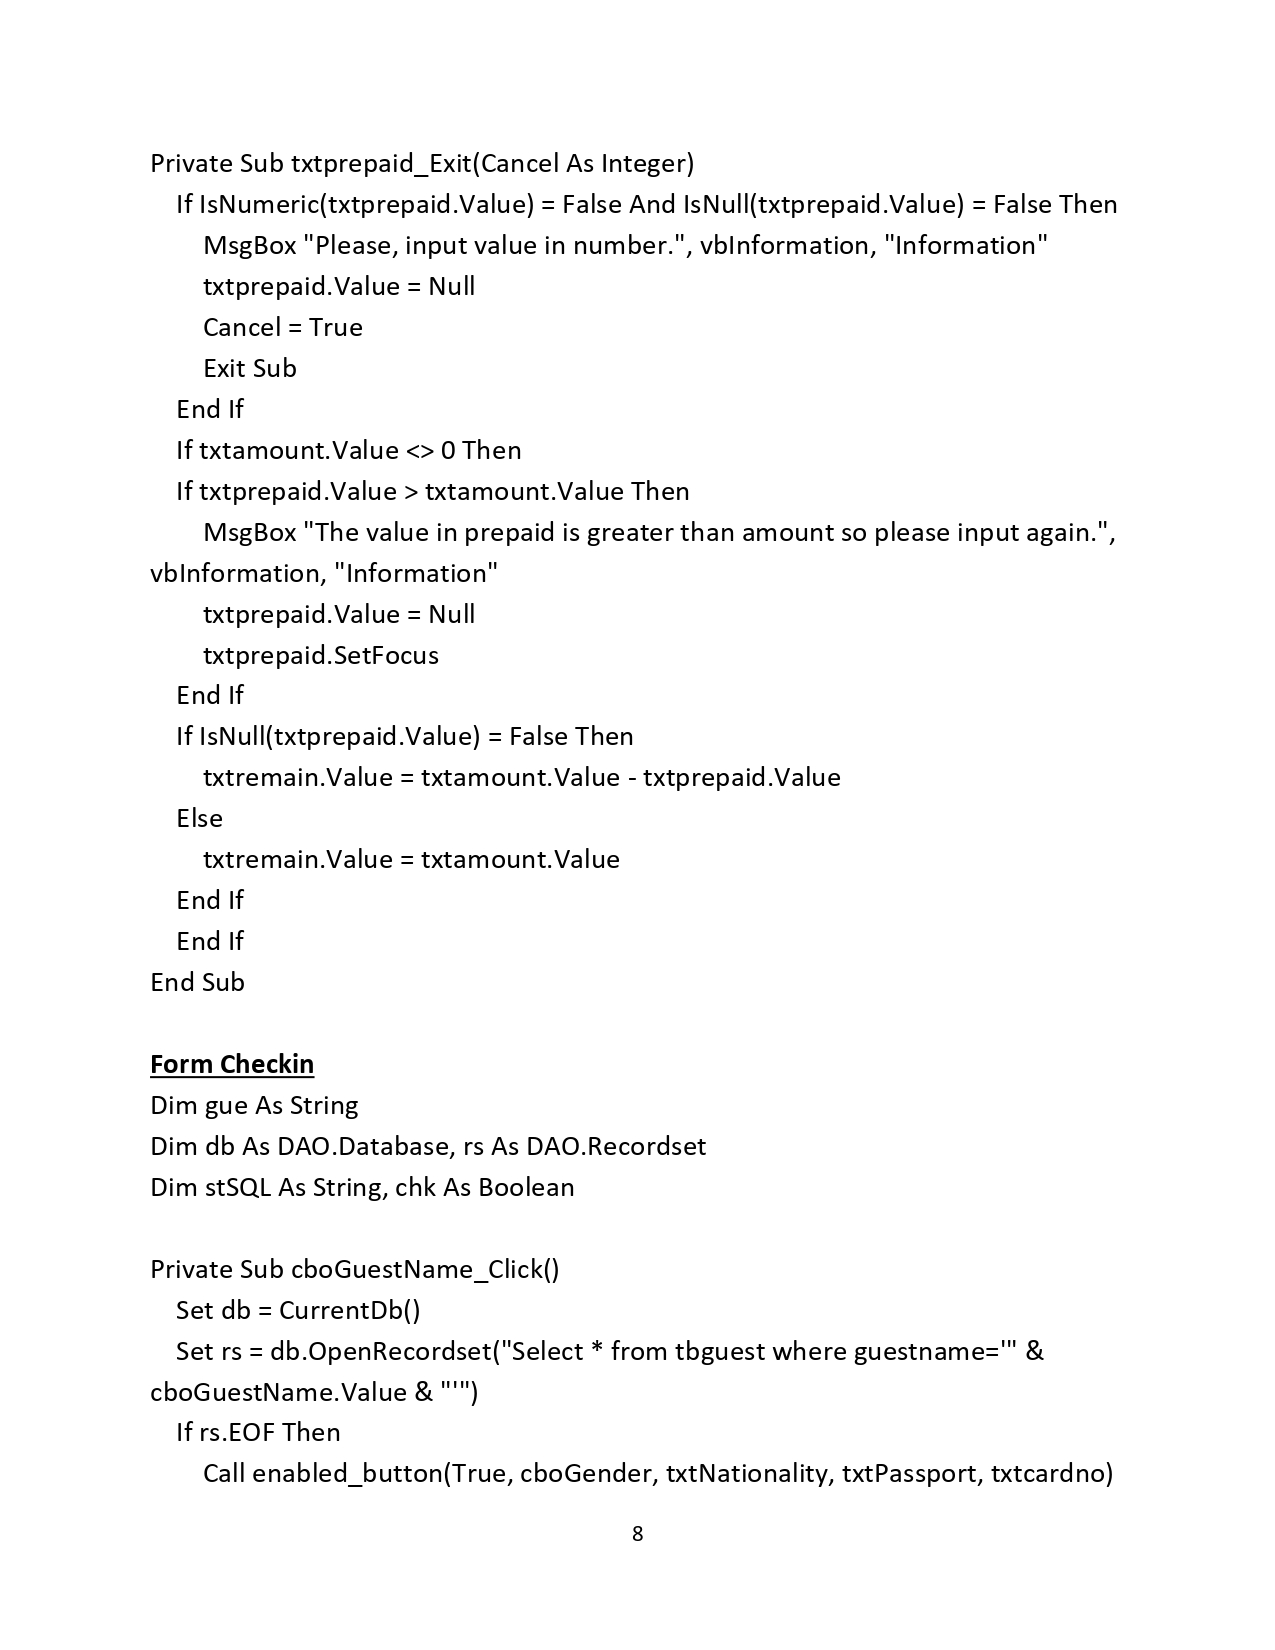 Private Sub txtprepaid_Exit(Cancel As Integer)
If IsNumeric(txtprepaid.Value) = False And IsNull(txtprepaid.Value) = False Then
MsgBox "Please, input value in number.", vbInformation, "Information"
txtprepaid.Value = Null
Cancel = True
Exit Sub
End If
If txtamount.Value <> 0 Then
If txtprepaid.Value > txtamount.Value Then
MsgBox "The value in prepaid is greater than amount so please input again.",
vbInformation, "Information"
txtprepaid.Value = Null
txtprepaid.SetFocus
End If
If IsNull(txtprepaid.Value) = False Then
txtremain.Value = txtamount.Value - txtprepaid.Value
Else
txtremain.Value = txtamount.Value
End If
End If
End Sub
Form Checkin
Dim gue As String
Dim db As DAO.Database, rs As DAO.Recordset
Dim stSQL As String, chk As Boolean
Private Sub cboGuestName_Click()
Set db = CurrentDb()
Set rs = db.OpenRecordset("Select * from tbguest where guestname='" &
cboGuestName.Value & "'")
If rs.EOF Then
Call enabled_button(True, cboGender, txtNationality, txtPassport, txtcardno)
8